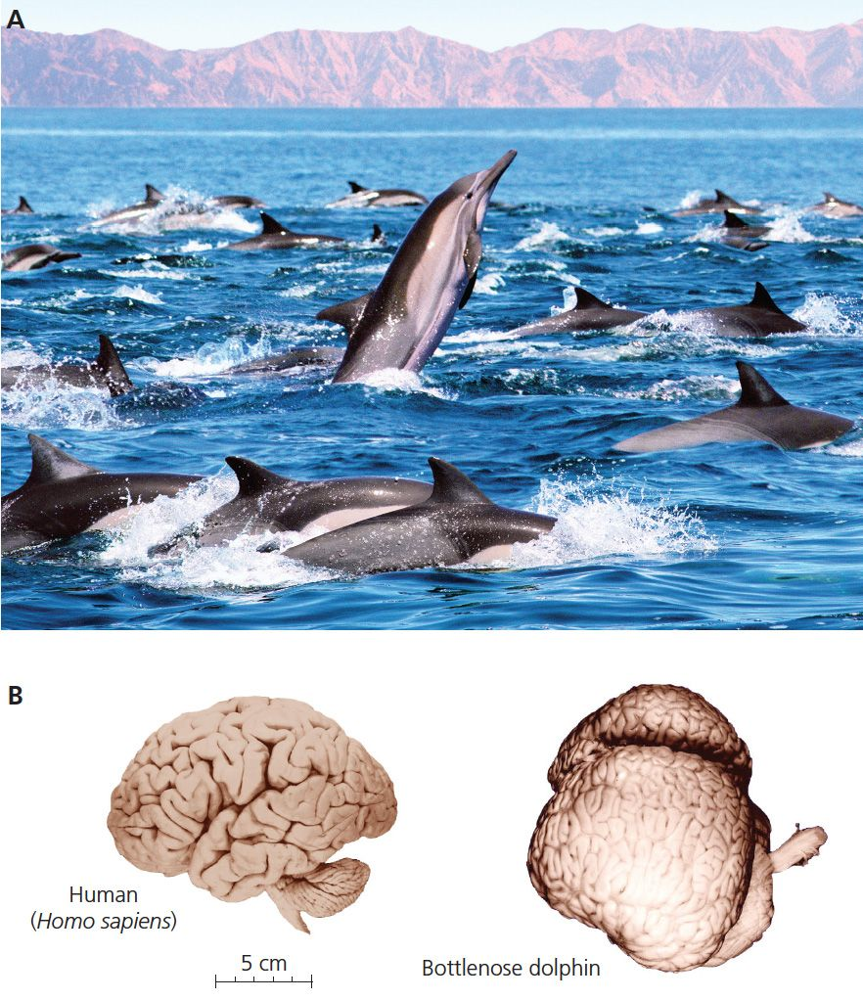 A
B
Human
(Homo sapiens)
5 cm
Bottlenose dolphin